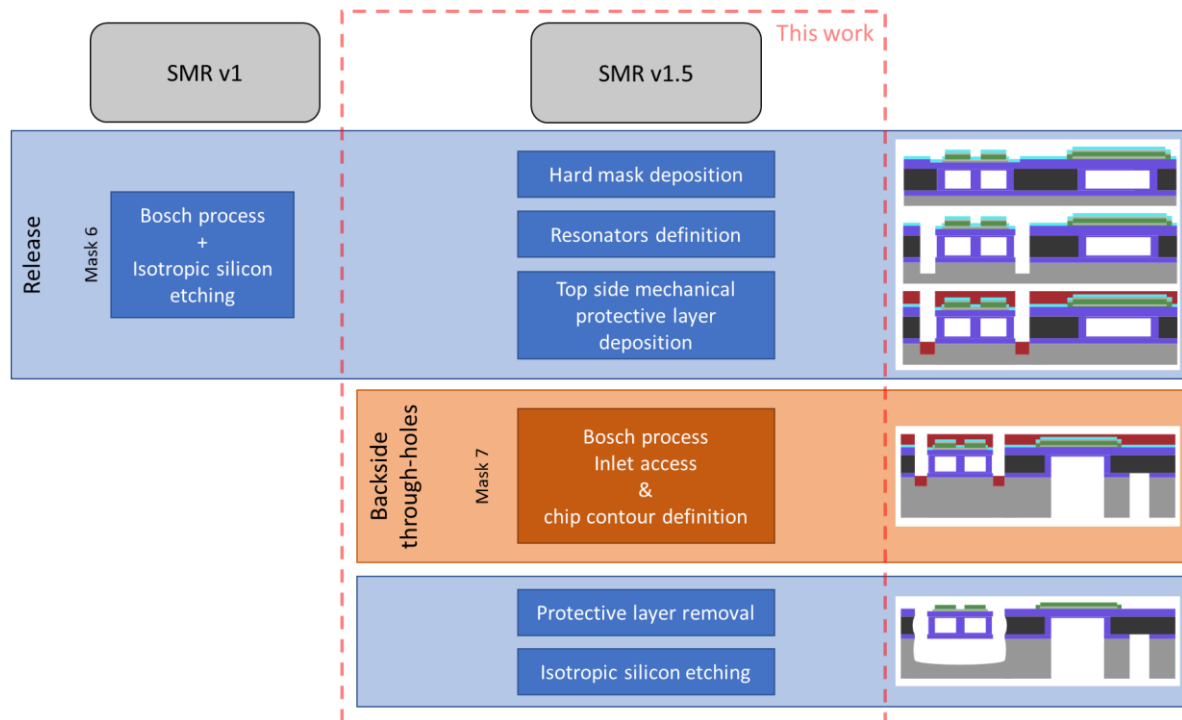 This work
SMR v1
SMR v1.5
Release
Mask 6
Bosch process
+
Isotropic silicon
etching
Hard mask deposition
Resonators definition
Top side mechanical
protective layer
deposition
Backside
through-holes
Mask 7
Bosch process
Inlet access
&
chip contour definition
Protective layer removal
Isotropic silicon etching